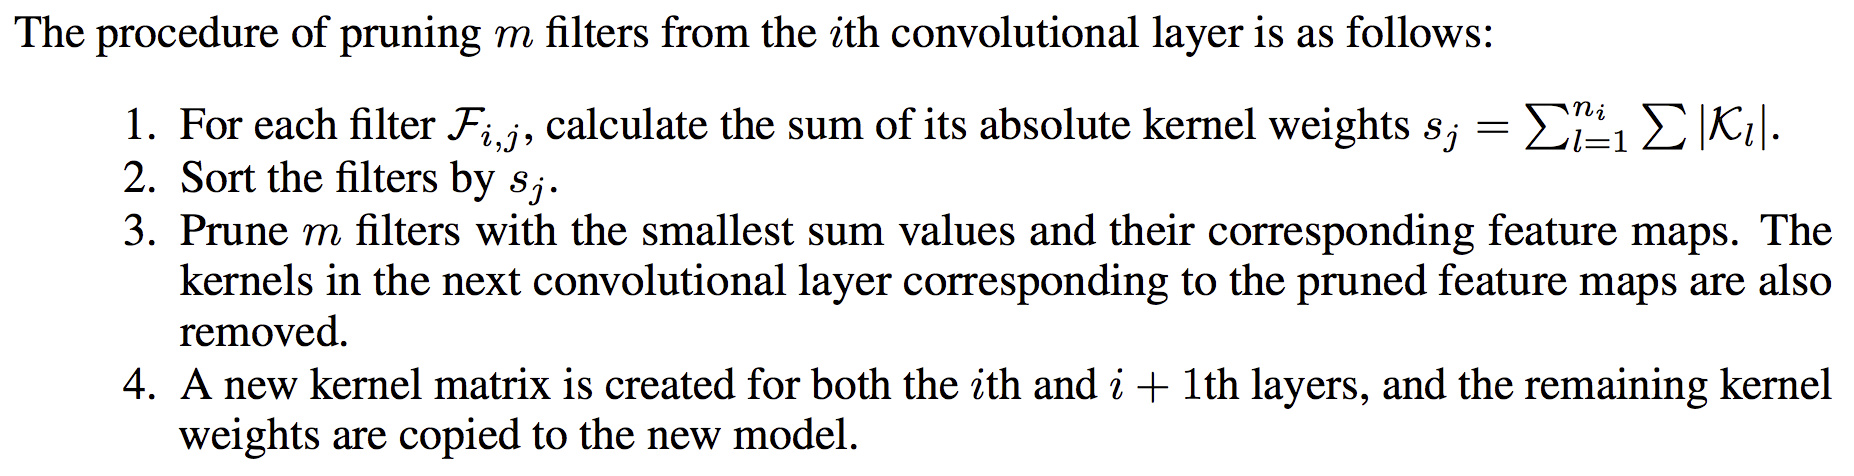 The procedure of pruning m filters from the ith convolutional layer is as follows:
1. For each filter $\mathcal{F}_{i,j}$, calculate the sum of its absolute kernel weights $s_j = \sum_{l=1}^{n_i} \sum |\mathcal{K}_l|$.
2. Sort the filters by $s_j$.
3. Prune m filters with the smallest sum values and their corresponding feature maps. The
kernels in the next convolutional layer corresponding to the pruned feature maps are also
removed.
4. A new kernel matrix is created for both the ith and i + 1th layers, and the remaining kernel
weights are copied to the new model.